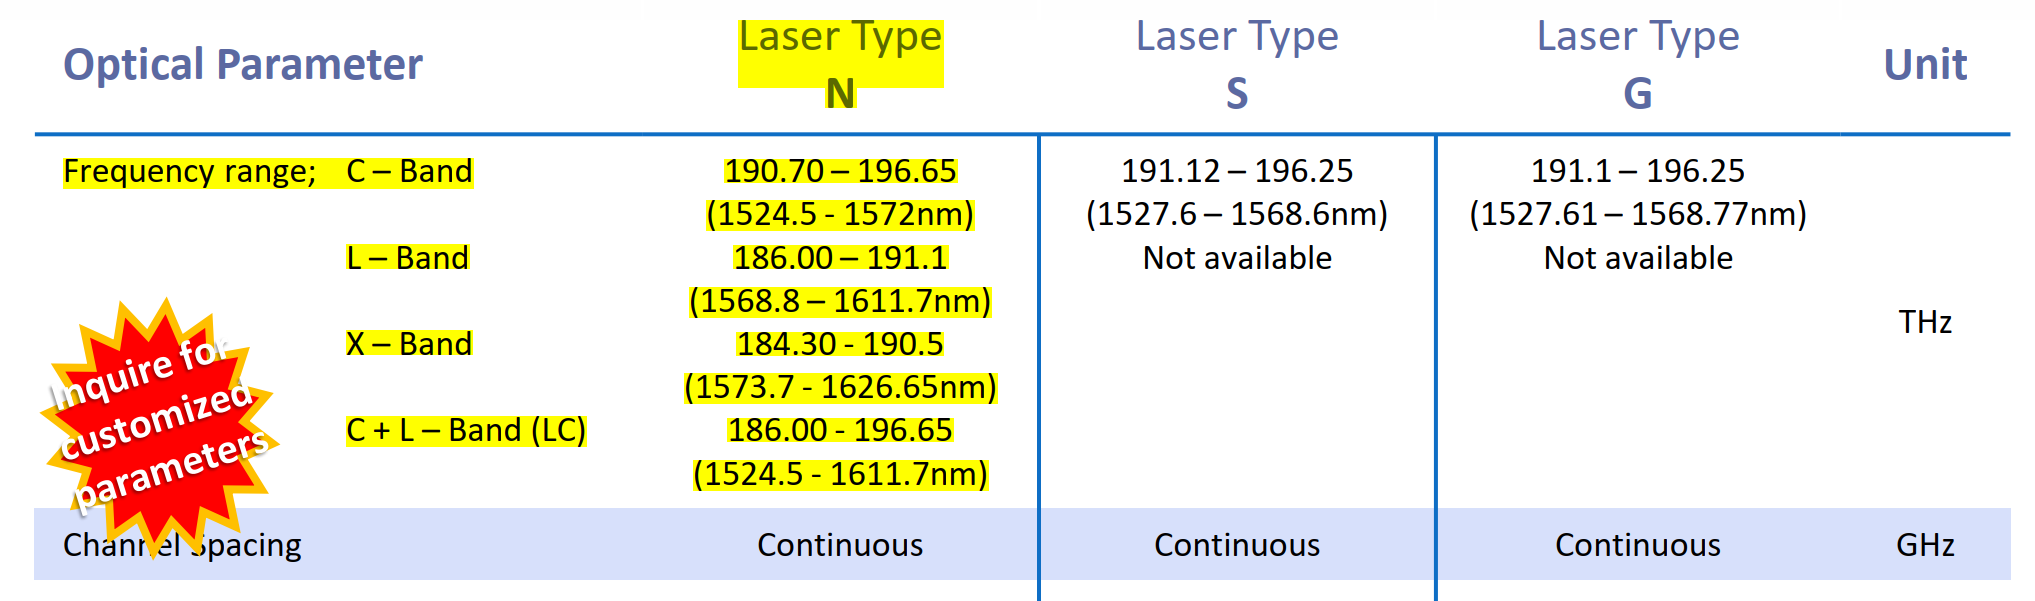 Optical Parameter Laser Type N Laser Type S Laser Type G Unit
Frequency range; C – Band 190.70 – 196.65 191.12 – 196.25 191.1 – 196.25
(1524.5 - 1572nm) (1527.6 – 1568.6nm) (1527.61 – 1568.77nm)
L – Band 186.00 – 191.1 Not available Not available
(1568.8 – 1611.7nm)
THz
X – Band 184.30 - 190.5
(1573.7 - 1626.65nm)
C + L – Band (LC) 186.00 - 196.65
(1524.5 - 1611.7nm)
Inquire for
customized
parameters
Channel Spacing Continuous Continuous Continuous GHz